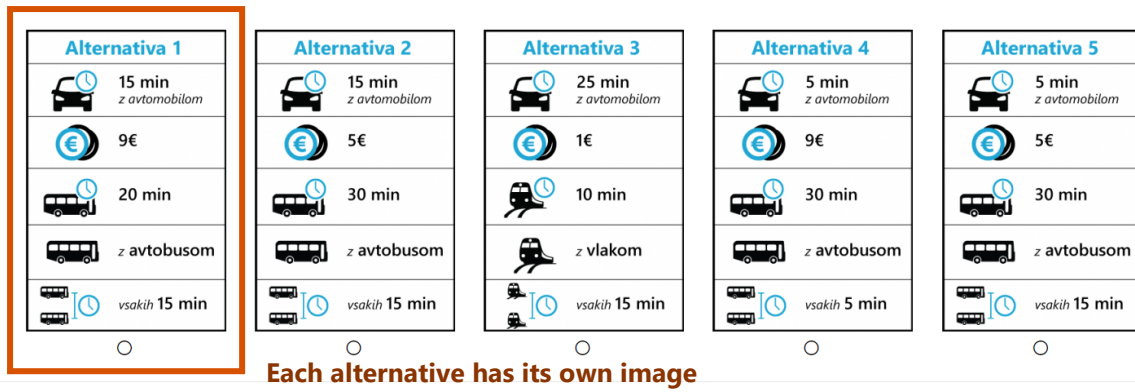 Alternativa 1
15 min
z avtomobilom
9€
20 min
z avtobusom
vsakih 15 min
Alternativa 2
15 min
z avtomobilom
5€
30 min
z avtobusom
vsakih 15 min
Alternativa 3
25 min
z avtomobilom
1€
10 min
z vlakom
vsakih 15 min
Alternativa 4
5 min
z avtomobilom
9€
30 min
z avtobusom
vsakih 5 min
Alternativa 5
5 min
z avtomobilom
5€
30 min
z avtobusom
vsakih 15 min
Each alternative has its own image